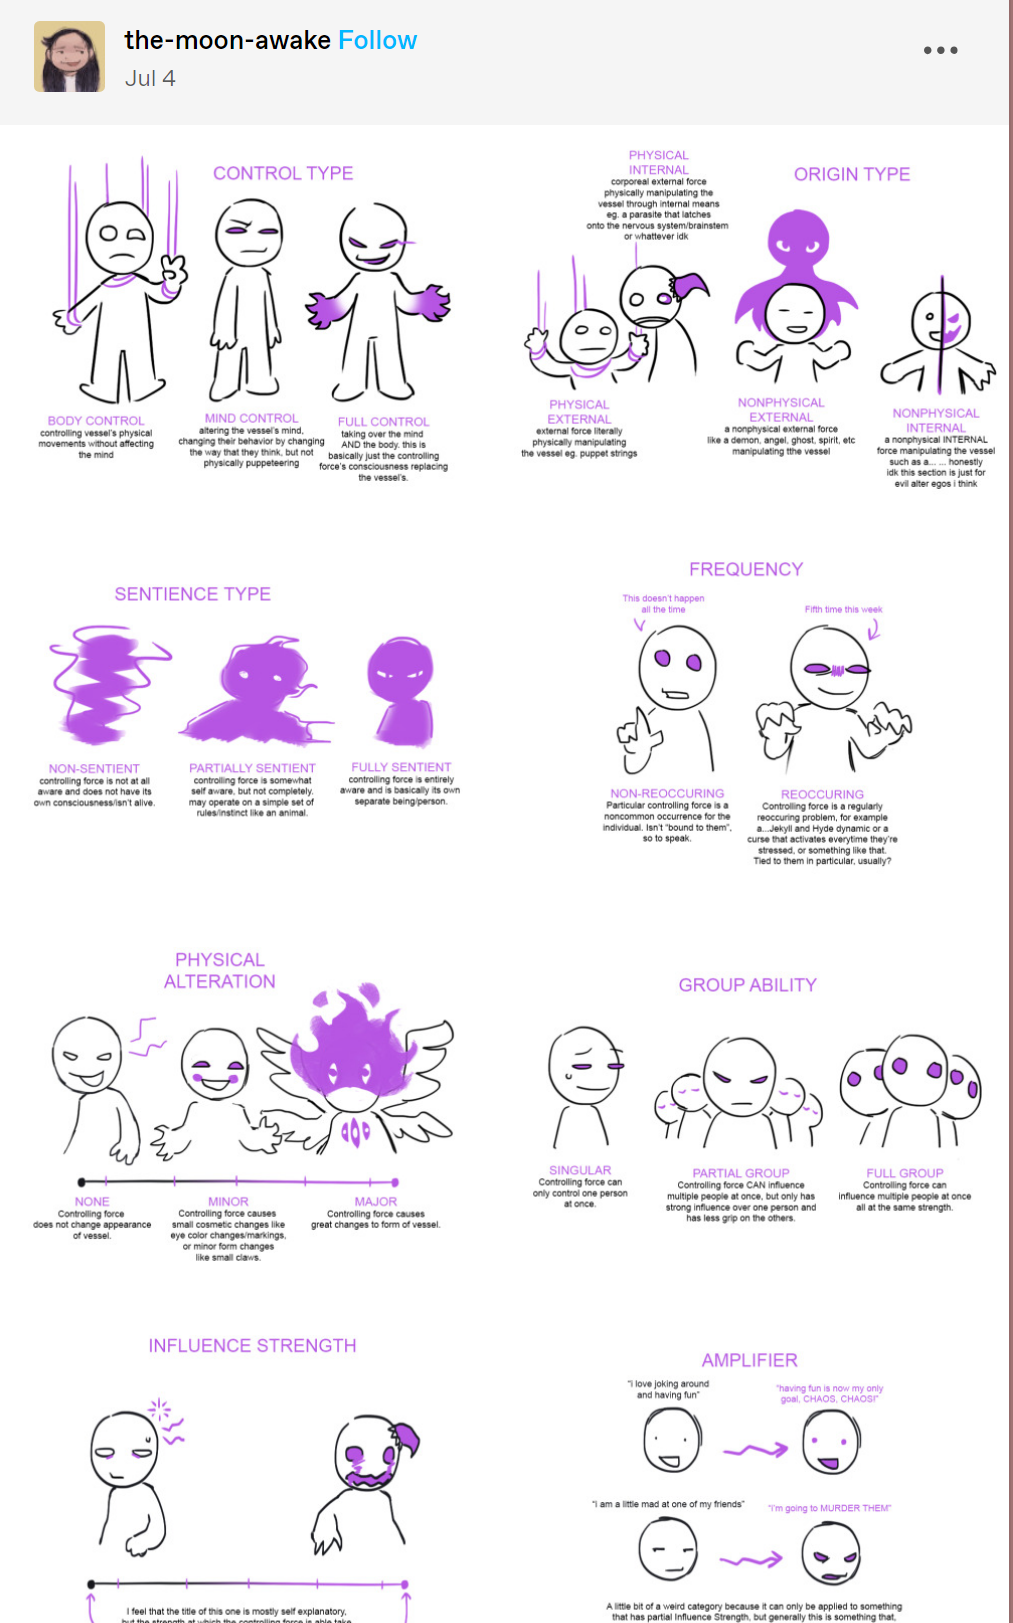 the-moon-awake Follow
Jul 4
CONTROL TYPE
BODY CONTROL
controlling vessel's physical
movements without affecting
the mind
MIND CONTROL
altering the vessel's mind,
changing their behavior by changing
the way that they think, but not
physically puppeteering
FULL CONTROL
taking over the mind
AND the body. this is
basically just the controlling
force's consciousness replacing
the vessel's.
ORIGIN TYPE
PHYSICAL
INTERNAL
corporeal external force
physically manipulating the
vessel through internal means
eg. a parasite that latches
onto the nervous system/brainstem
or whatever idk
PHYSICAL
EXTERNAL
external force literally
physically manipulating
the vessel eg. puppet strings
NONPHYSICAL
EXTERNAL
a nonphysical external force
like a demon, angel, ghost, spirit, etc
manipulating tthe vessel
NONPHYSICAL
INTERNAL
a nonphysical INTERNAL
force manipulating the vessel
such as a... ... honestly
idk this section is just for
evil alter egos i think
SENTIENCE TYPE
NON-SENTIENT
controlling force is not at all
aware and does not have its
own consciousness/isn't alive.
PARTIALLY SENTIENT
controlling force is somewhat
self aware, but not completely.
may operate on a simple set of
rules/instinct like an animal.
FULLY SENTIENT
controlling force is entirely
aware and is basically its own
separate being/person.
FREQUENCY
This doesn't happen
all the time
Fifth time this week
NON-REOCCURING
Particular controlling force is a
noncommon occurrence for the
individual. Isn't "bound to them",
so to speak.
REOCCURING
Controlling force is a regularly
reoccuring problem, for example
a...Jekyll and Hyde dynamic or a
curse that activates everytime they're
stressed, or something like that.
Tied to them in particular, usually?
PHYSICAL
ALTERATION
NONE
Controlling force
does not change appearance
of vessel.
MINOR
Controlling force causes
small cosmetic changes like
eye color changes/markings,
or minor form changes
like small claws.
MAJOR
Controlling force causes
great changes to form of vessel.
GROUP ABILITY
SINGULAR
Controlling force can
only control one person
at once.
PARTIAL GROUP
Controlling force CAN influence
multiple people at once, but only has
strong influence over one person and
has less grip on the others.
FULL GROUP
Controlling force can
influence multiple people at once
all at the same strength.
INFLUENCE STRENGTH
I feel that the title of this one is mostly self explanatory,
but the strength at which the controlling force is able take
AMPLIFIER
"i love joking around
and having fun"
"having fun is now my only
goal, CHAOS, CHAOS!"
"i am a little mad at one of my friends"
"i'm going to MURDER THEM"
A little bit of a weird category because it can only be applied to something
that has partial Influence Strength, but generally this is something that,